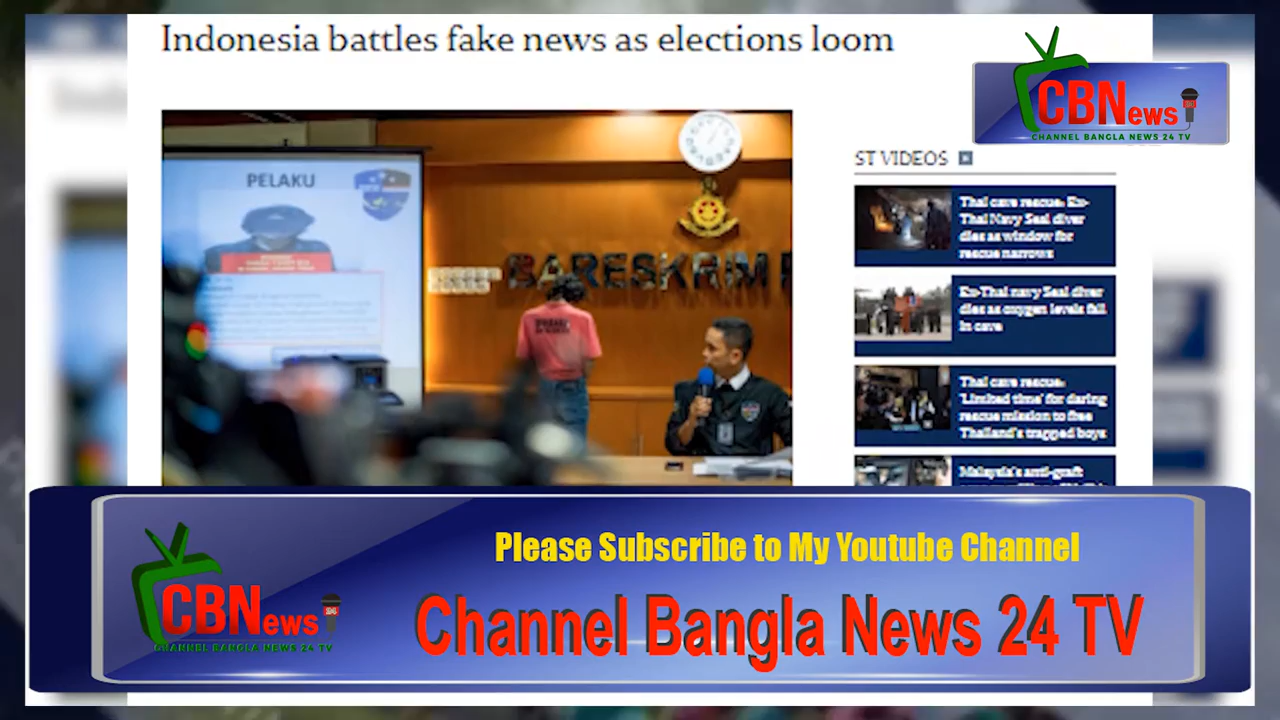 Indonesia battles fake news as elections loom
CBNews
CHANNEL BANGLA NEWS 24 TV
ST VIDEOS
Thai cave rescue: Ex-
Thai Navy Seal diver
dies as window for
rescue narrows
PELAKU
BARESKRIM
Ex-Thai navy Seal diver
dies as oxygen levels fall
in cave
Thai cave rescue:
'Limited time' for daring
rescue mission to free
Thailand's trapped boys
Malaysia's anti-graft
Please Subscribe to My Youtube Channel
Channel Bangla News 24 TV
CBNews
24
CHANNEL BANGLA NEWS 24 TV